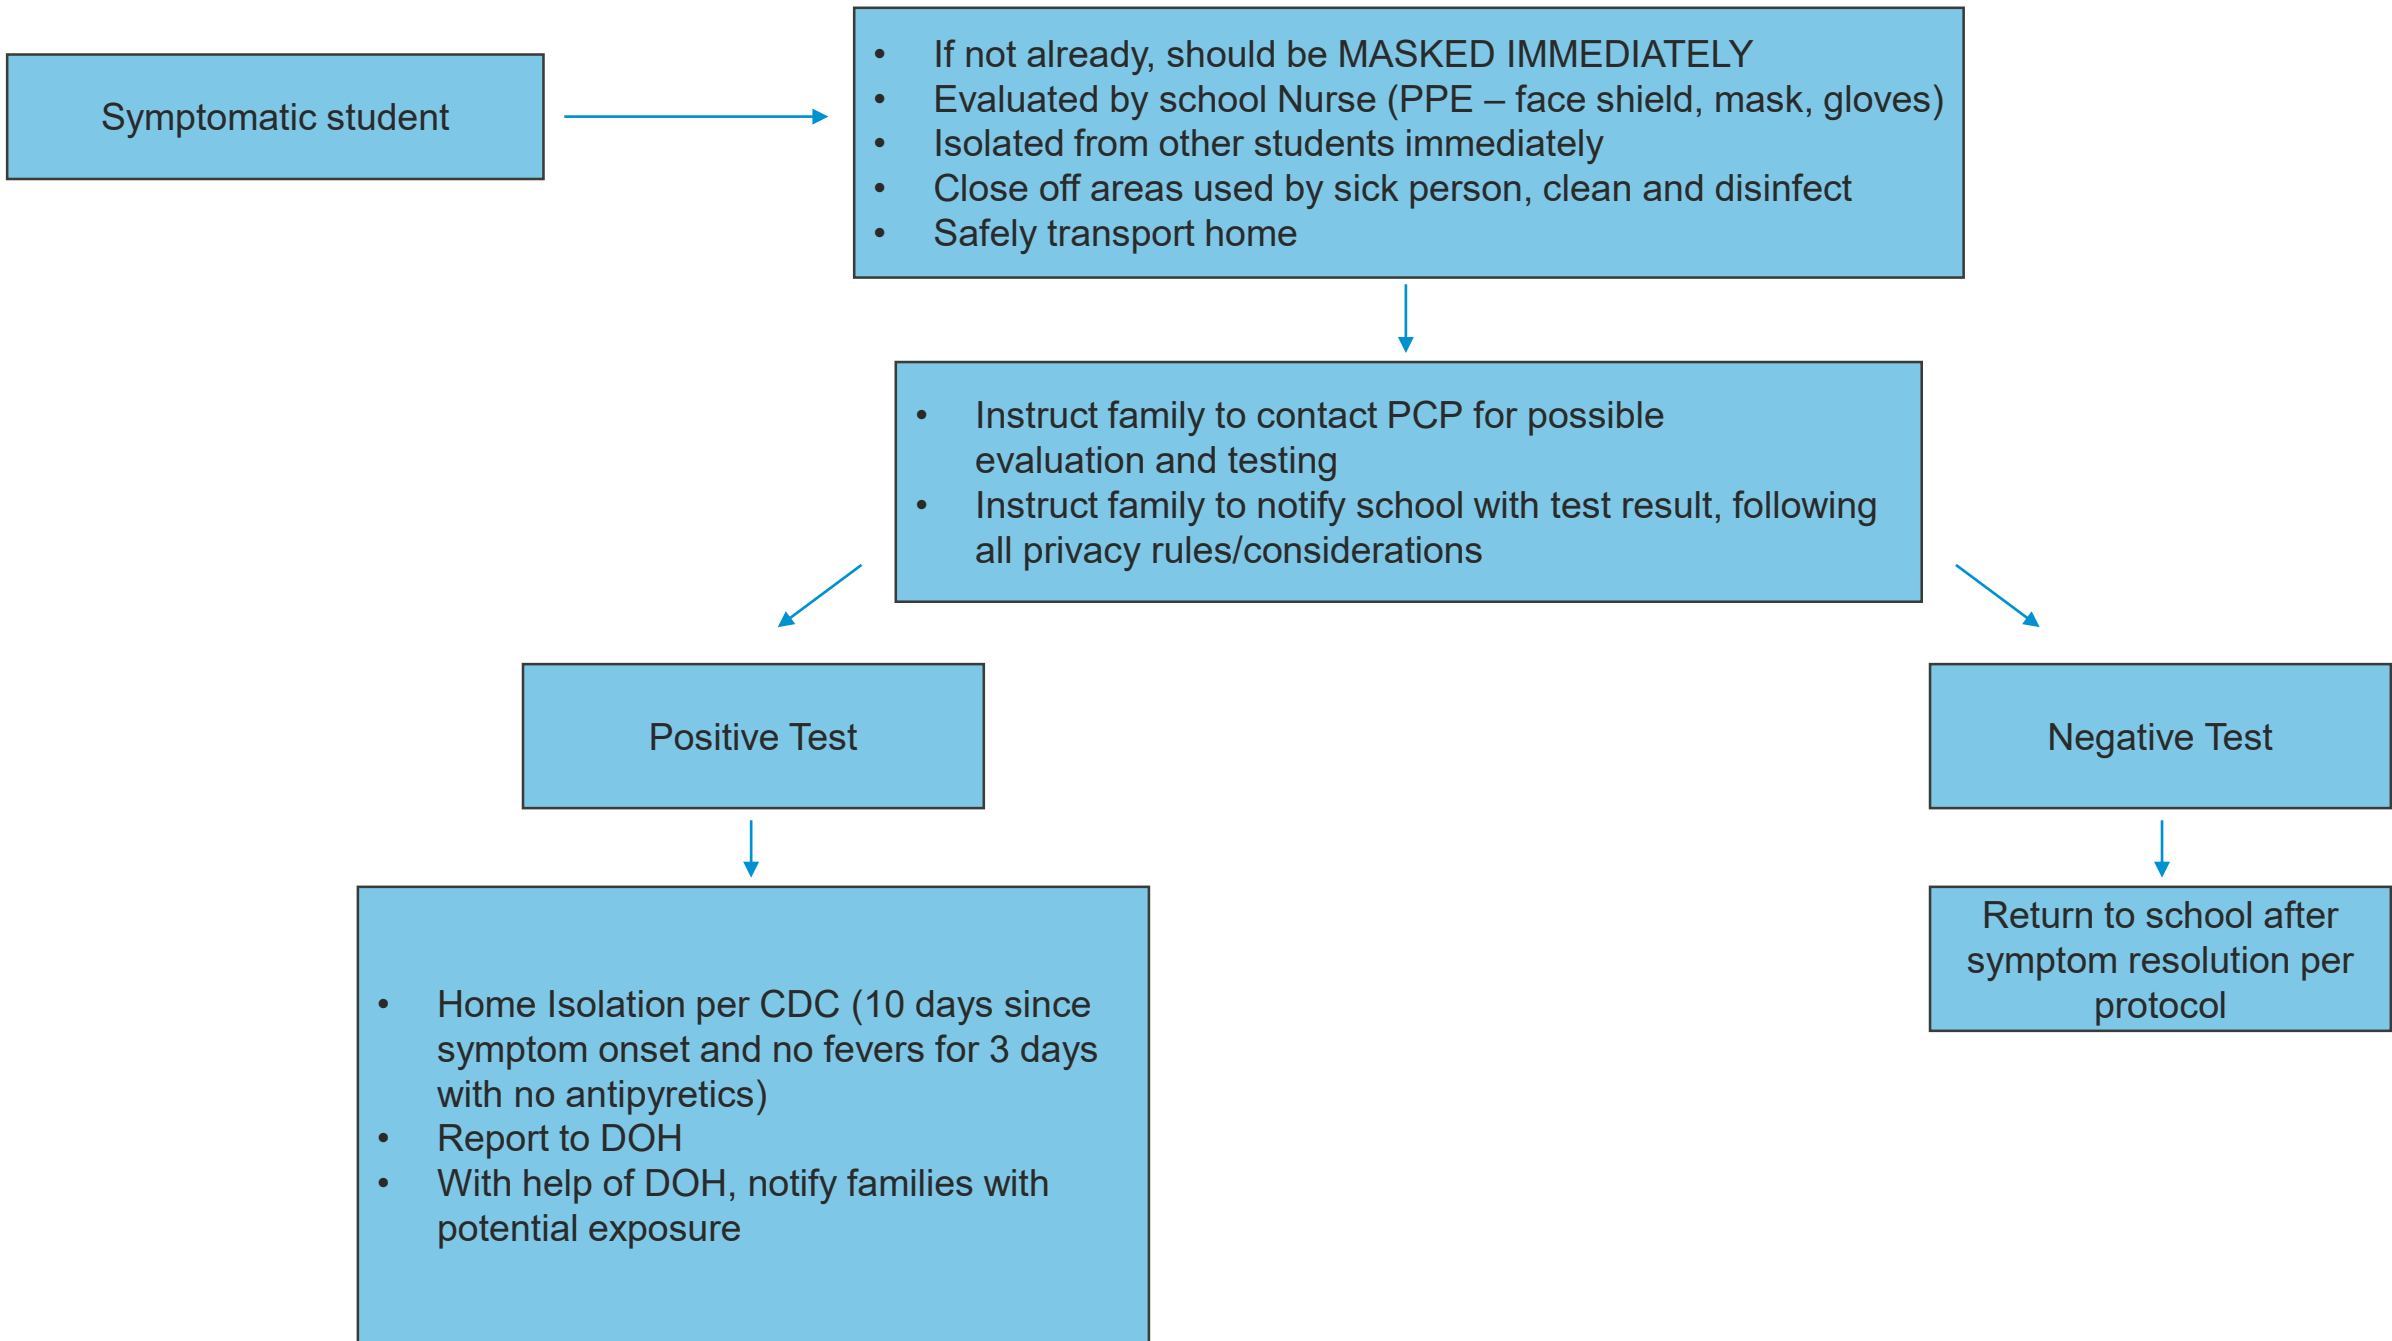 Symptomatic student
• If not already, should be MASKED IMMEDIATELY
• Evaluated by school Nurse (PPE – face shield, mask, gloves)
• Isolated from other students immediately
• Close off areas used by sick person, clean and disinfect
• Safely transport home
• Instruct family to contact PCP for possible
evaluation and testing
• Instruct family to notify school with test result, following
all privacy rules/considerations
Positive Test
Negative Test
• Home Isolation per CDC (10 days since
symptom onset and no fevers for 3 days
with no antipyretics)
• Report to DOH
• With help of DOH, notify families with
potential exposure
Return to school after
symptom resolution per
protocol